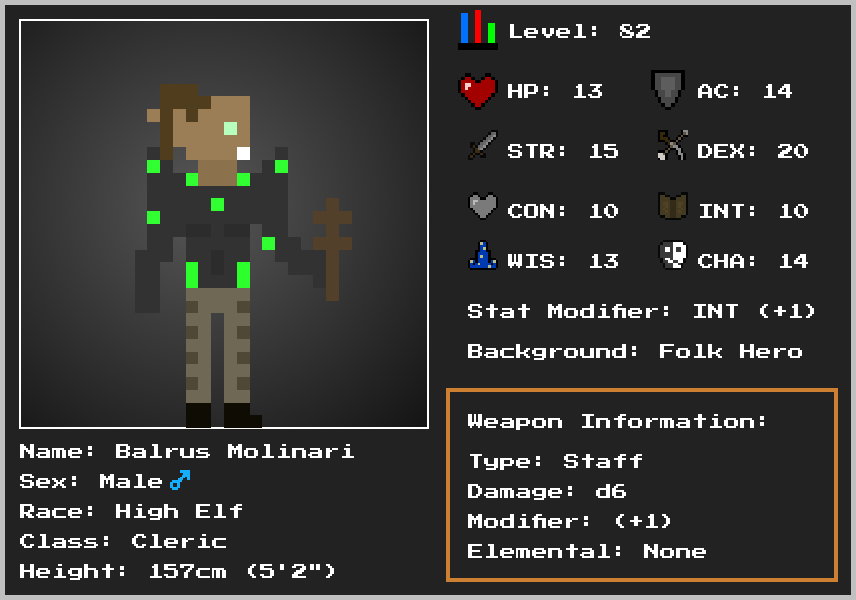 Level: 82
HP: 13
AC: 14
STR: 15
DEX: 20
CON: 10
INT: 10
WIS: 13
CHA: 14
Stat Modifier: INT (+1)
Background: Folk Hero
Weapon Information:
Type: Staff
Damage: d6
Modifier: (+1)
Elemental: None
Name: Balrus Molinari
Sex: Male♂
Race: High Elf
Class: Cleric
Height: 157cm (5'2")